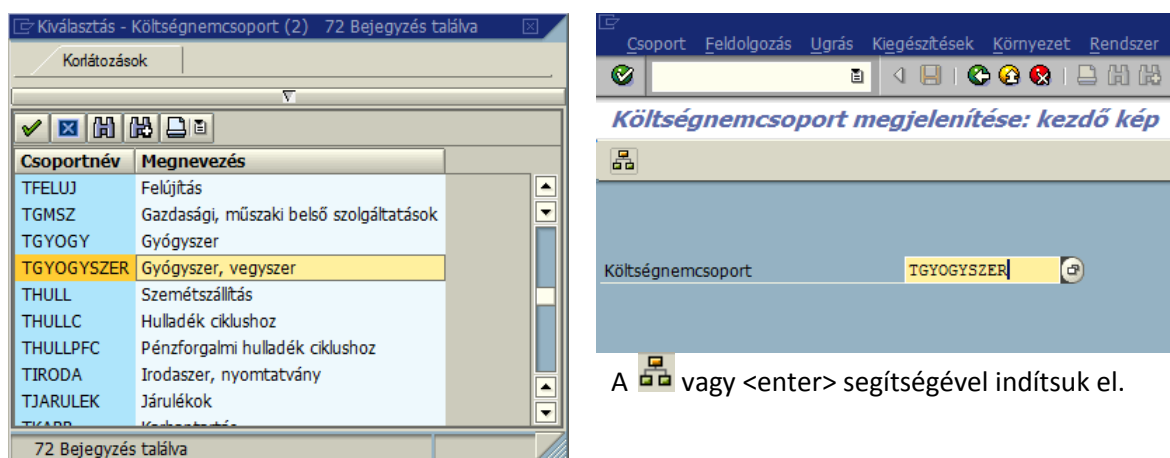 Kiválasztás - Költségnemcsoport (2) 72 Bejegyzés találva
Korlátozások
Csoportnév Megnevezés
TFELUJ Felújítás
TGMSZ Gazdasági, műszaki belső szolgáltatások
TGYOGY Gyógyszer
TGYOGYSZER Gyógyszer, vegyszer
THULL Szemétszállítás
THULLC Hulladék ciklushoz
THULLPFC Pénzforgalmi hulladék ciklushoz
TIRODA Irodaszer, nyomtatvány
TJARULEK Járulékok
72 Bejegyzés találva
Csoport Feldolgozás Ugrás Kiegészítések Környezet Rendszer
Költségnemcsoport megjelenítése: kezdő kép
Költségnemcsoport TGYOGYSZER
A vagy <enter> segítségével indítsuk el.